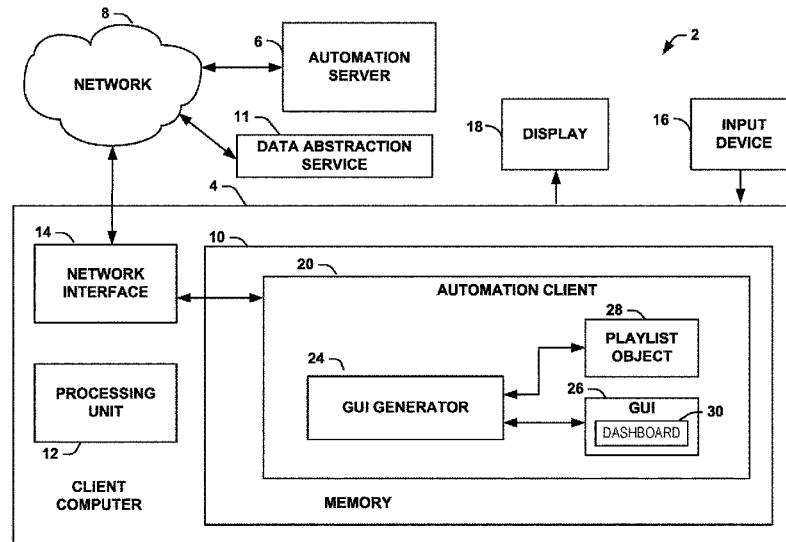 8
NETWORK
6
AUTOMATION
SERVER
2
11
DATA ABSTRACTION
SERVICE
18
DISPLAY
16
INPUT
DEVICE
4
14
NETWORK
INTERFACE
10
20
AUTOMATION CLIENT
28
PLAYLIST
OBJECT
24
GUI GENERATOR
26
GUI
30
DASHBOARD
PROCESSING
UNIT
12
CLIENT
COMPUTER
MEMORY